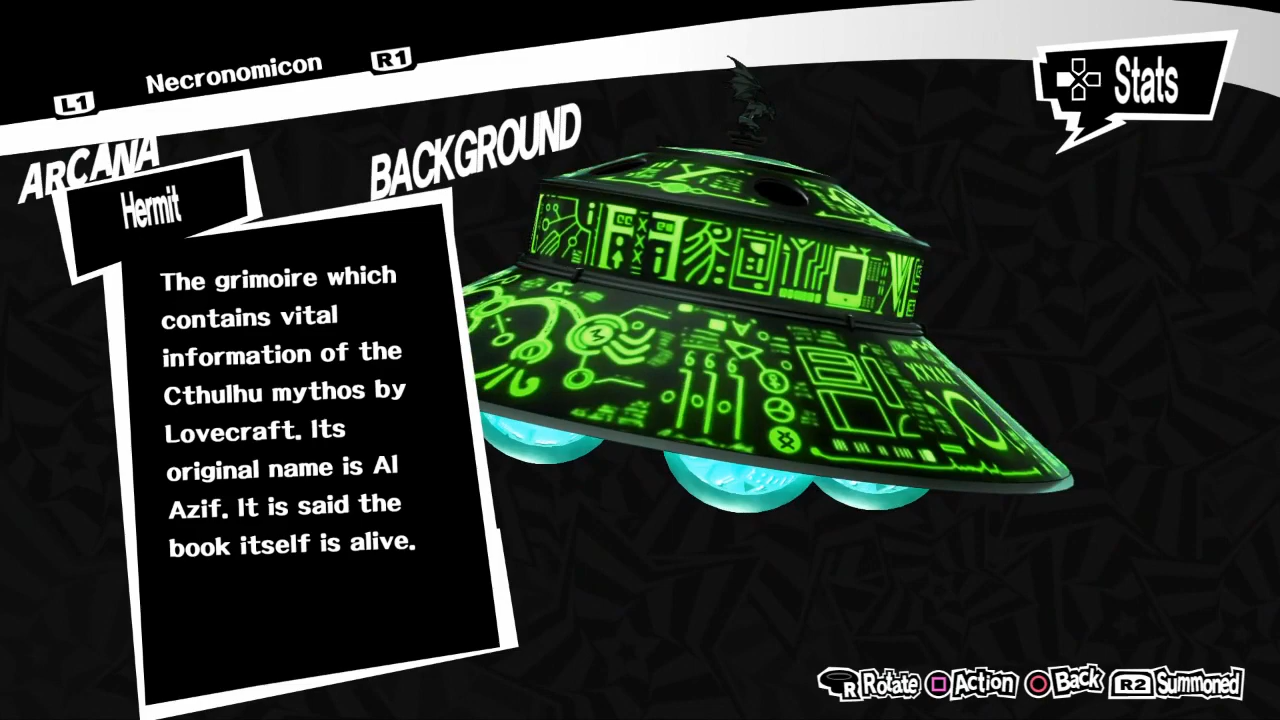 Necronomicon
R1
L1
Stats
ARCANA
Hermit
BACKGROUND
The grimoire which
contains vital
information of the
Cthulhu mythos by
Lovecraft. Its
original name is Al
Azif. It is said the
book itself is alive.
R Rotate Action Back R2 Summoned